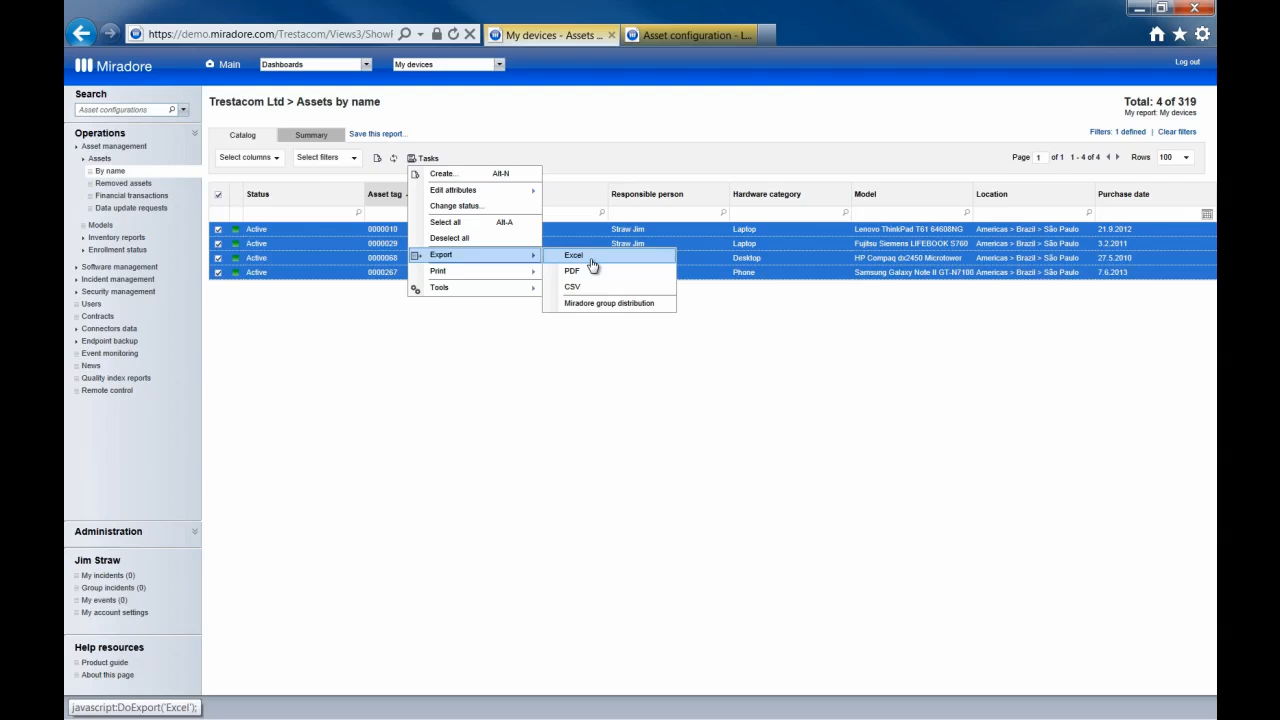 https://demo.miradore.com/Trestacom/Views3/Show
My devices - Assets ...
Asset configuration - L...
Miradore
Main
Dashboards
My devices
Log out
Search
Asset configurations
Operations
Asset management
Assets
By name
Removed assets
Financial transactions
Data update requests
Models
Inventory reports
Enrollment status
Software management
Incident management
Security management
Users
Contracts
Connectors data
Endpoint backup
Event monitoring
News
Quality index reports
Remote control
Administration
Jim Straw
My incidents (0)
Group incidents (0)
My events (0)
My account settings
Help resources
Product guide
About this page
Trestacom Ltd > Assets by name
Total: 4 of 319
My report: My devices
Catalog Summary Save this report...
Filters: 1 defined | Clear filters
Select columns Select filters Tasks
Page 1 of 1 1 - 4 of 4 Rows 100
Create... Alt-N
Edit attributes
Change status...
Select all Alt-A
Deselect all
Export
Print
Tools
Excel
PDF
CSV
Miradore group distribution
Status Asset tag Responsible person Hardware category Model Location Purchase date
Active 0000010 Straw Jim Laptop Lenovo ThinkPad T61 64608NG Americas > Brazil > São Paulo 21.9.2012
Active 0000029 Straw Jim Laptop Fujitsu Siemens LIFEBOOK S760 Americas > Brazil > São Paulo 3.2.2011
Active 0000068 Desktop HP Compaq dx2450 Microtower Americas > Brazil > São Paulo 27.5.2010
Active 0000267 Phone Samsung Galaxy Note II GT-N7100 Americas > Brazil > São Paulo 7.6.2013
javascript:DoExport('Excel');